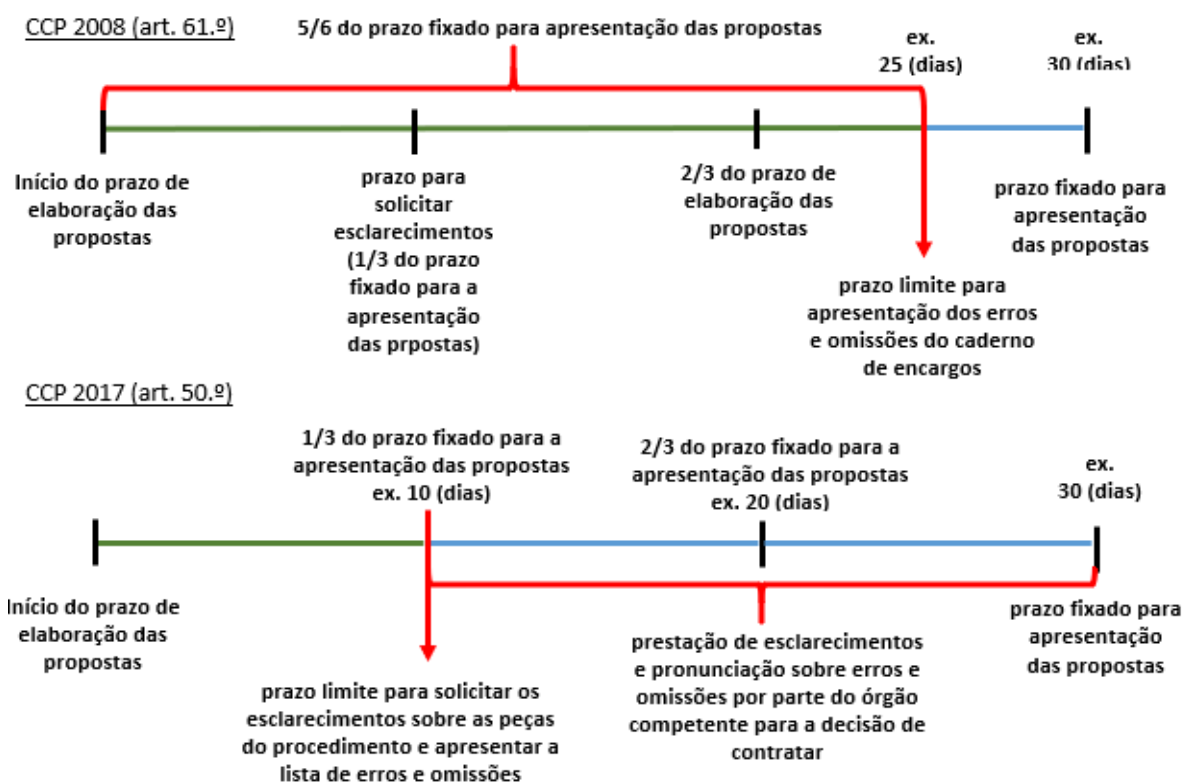 CCP 2008 (art. 61.º)
5/6 do prazo fixado para apresentação das propostas
ex.
25 (dias)
ex.
30 (dias)
Início do prazo de
elaboração das
propostas
prazo para
solicitar
esclarecimentos
(1/3 do prazo
fixado para a
apresentação
das prpostas)
2/3 do prazo de
elaboração das
propostas
prazo limite para
apresentação dos erros
e omissões do caderno
de encargos
prazo fixado para
apresentação
das propostas
CCP 2017 (art. 50.º)
1/3 do prazo fixado para a
apresentação das propostas
ex. 10 (dias)
2/3 do prazo fixado para a
apresentação das propostas
ex. 20 (dias)
ex.
30 (dias)
Início do prazo de
elaboração das
propostas
prazo limite para solicitar os
esclarecimentos sobre as peças
do procedimento e apresentar a
lista de erros e omissões
prestação de esclarecimentos
e pronunciação sobre erros e
omissões por parte do órgão
competente para a decisão de
contratar
prazo fixado para
apresentação
das propostas